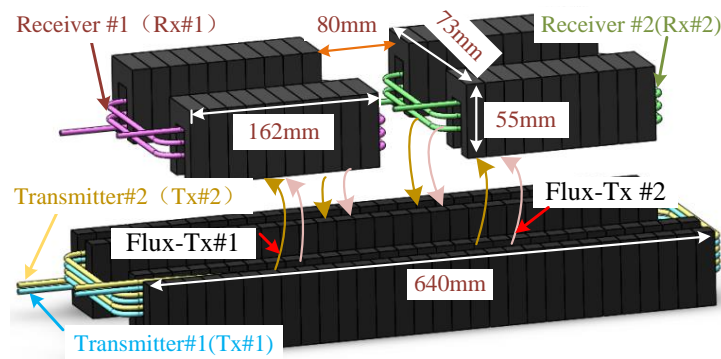 Receiver #1（Rx#1）
80mm
73mm
Receiver #2(Rx#2)
162mm
55mm
Transmitter#2（Tx#2）
Flux-Tx #2
Flux-Tx#1
640mm
Transmitter#1(Tx#1)